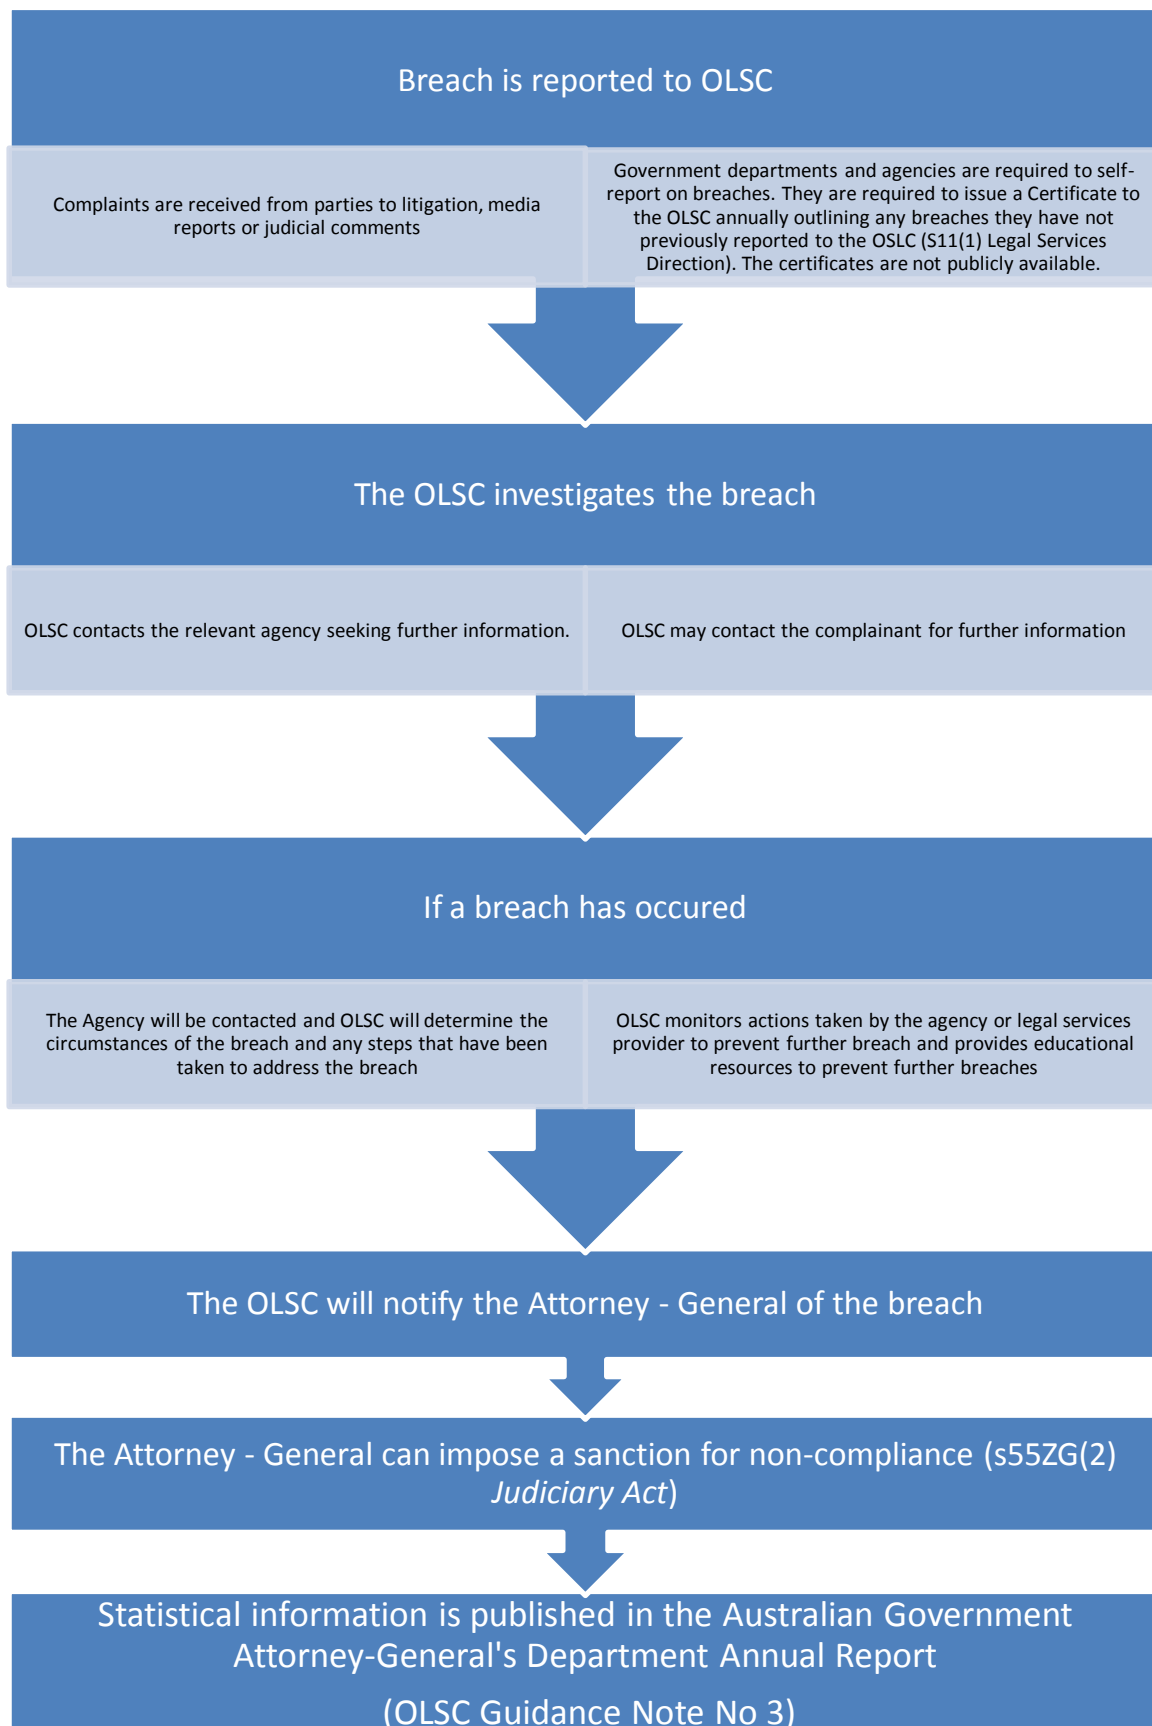 Breach is reported to OLSC
Complaints are received from parties to litigation, media
reports or judicial comments
Government departments and agencies are required to self-
report on breaches. They are required to issue a Certificate to
the OLSC annually outlining any breaches they have not
previously reported to the OSLC (S11(1) Legal Services
Direction). The certificates are not publicly available.
The OLSC investigates the breach
OLSC contacts the relevant agency seeking further information.
OLSC may contact the complainant for further information
If a breach has occured
The Agency will be contacted and OLSC will determine the
circumstances of the breach and any steps that have been
taken to address the breach
OLSC monitors actions taken by the agency or legal services
provider to prevent further breach and provides educational
resources to prevent further breaches
The OLSC will notify the Attorney - General of the breach
The Attorney - General can impose a sanction for non-compliance (s55ZG(2)
Judiciary Act)
Statistical information is published in the Australian Government
Attorney-General's Department Annual Report
(OLSC Guidance Note No 3)